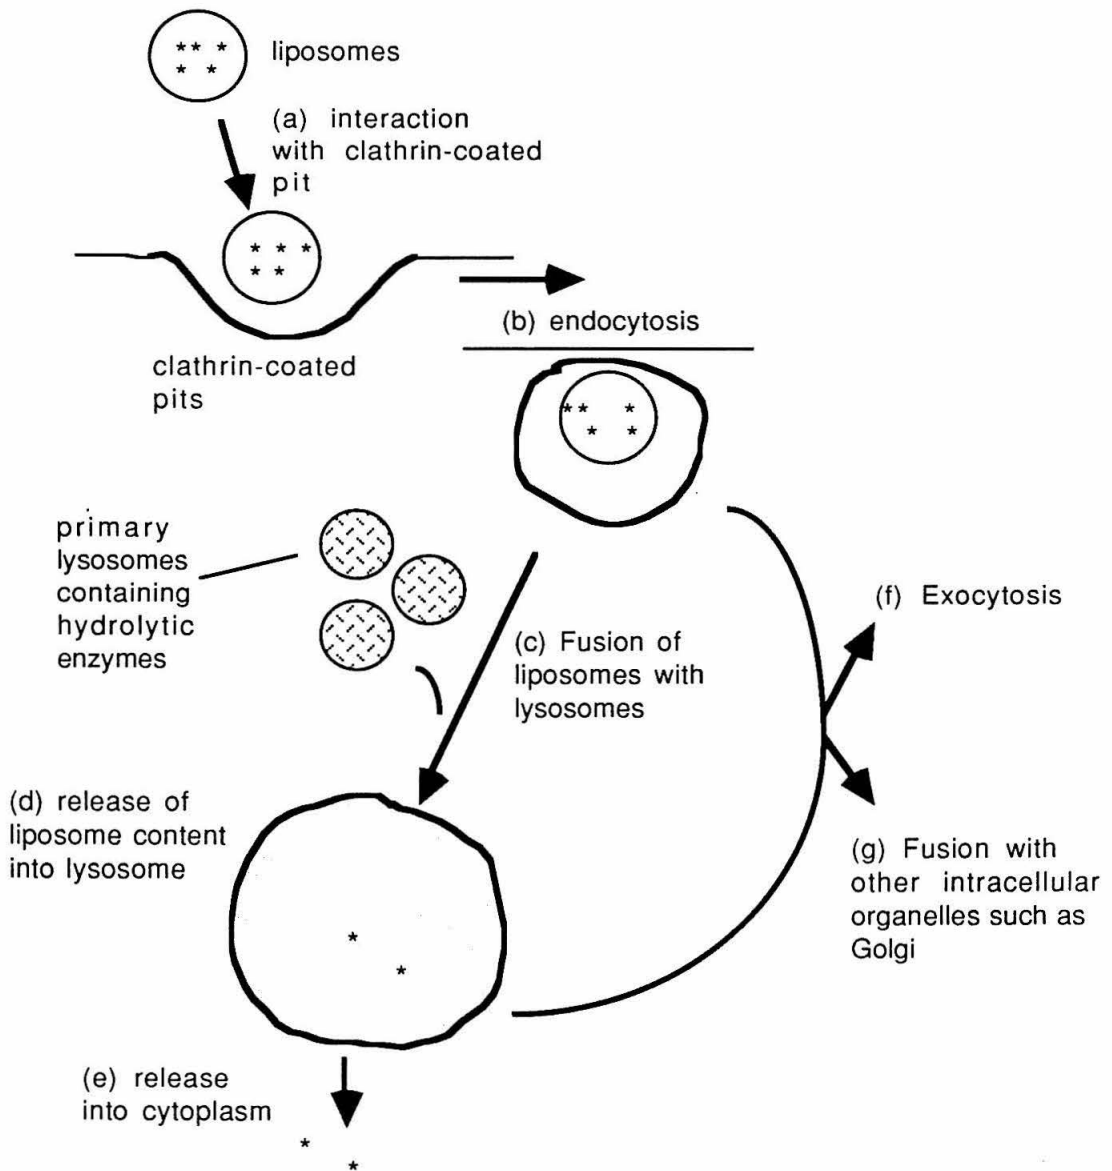 liposomes
(a) interaction
with clathrin-coated
pit
(b) endocytosis
clathrin-coated
pits
primary
lysosomes
containing
hydrolytic
enzymes
(c) Fusion of
liposomes with
lysosomes
(f) Exocytosis
(d) release of
liposome content
into lysosome
(g) Fusion with
other intracellular
organelles such as
Golgi
(e) release
into cytoplasm